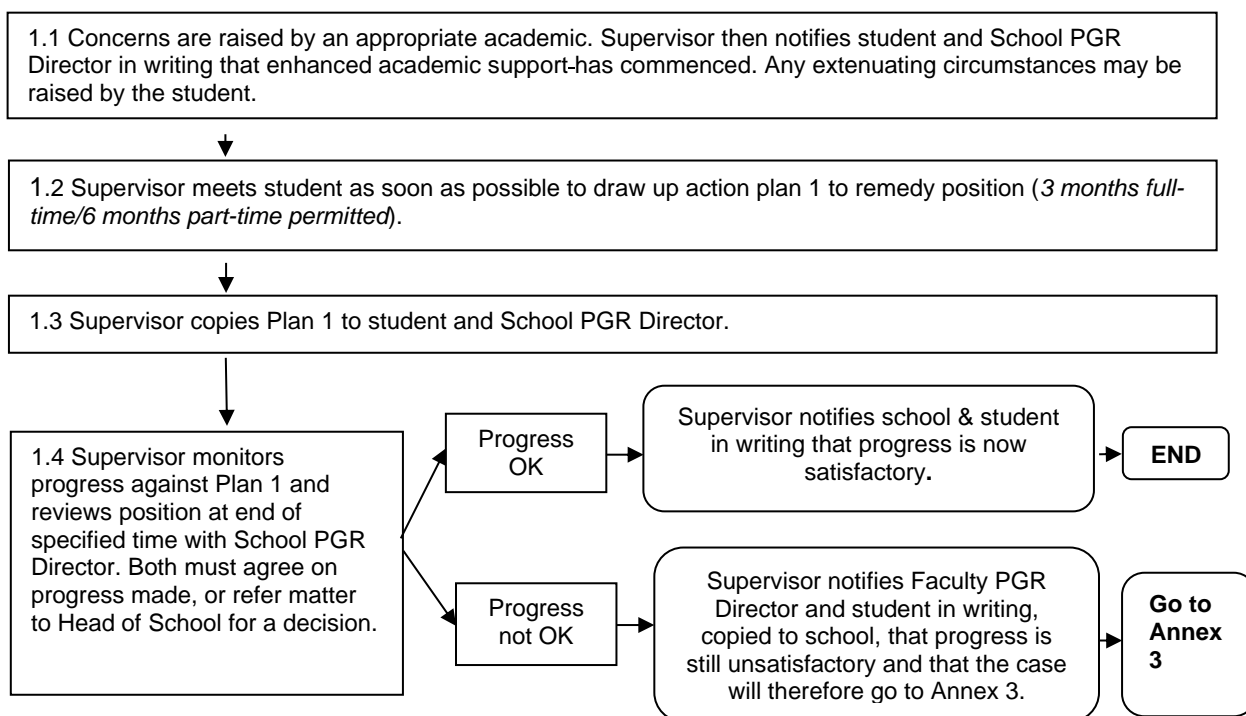 1.1 Concerns are raised by an appropriate academic. Supervisor then notifies student and School PGR
Director in writing that enhanced academic support-has commenced. Any extenuating circumstances may be
raised by the student.
1.2 Supervisor meets student as soon as possible to draw up action plan 1 to remedy position (3 months full-
time/6 months part-time permitted).
1.3 Supervisor copies Plan 1 to student and School PGR Director.
1.4 Supervisor monitors
progress against Plan 1 and
reviews position at end of
specified time with School PGR
Director. Both must agree on
progress made, or refer matter
to Head of School for a decision.
Progress
OK
Supervisor notifies school & student
in writing that progress is now
satisfactory.
END
Progress
not OK
Supervisor notifies Faculty PGR
Director and student in writing,
copied to school, that progress is
still unsatisfactory and that the case
will therefore go to Annex 3.
Go to
Annex
3